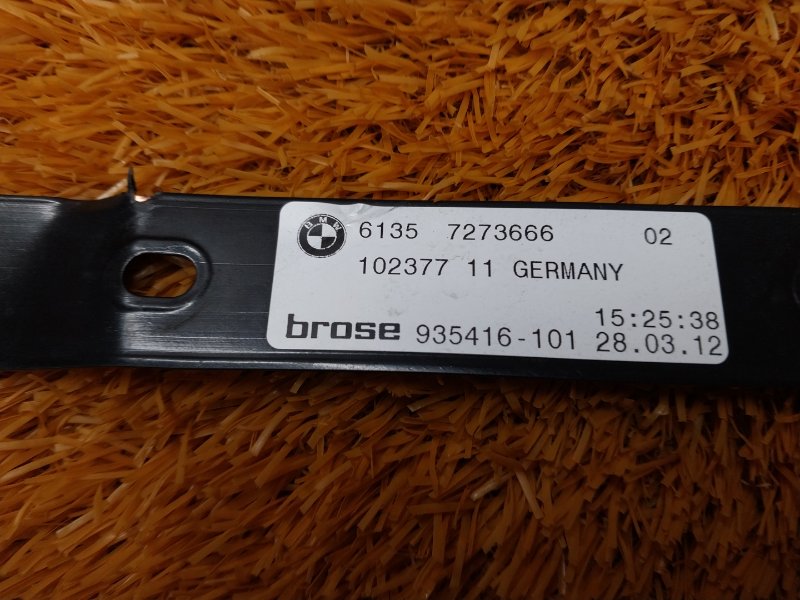 BMW 6135 7273666 02
102377 11 GERMANY
15:25:38
brose 935416-101 28.03.12